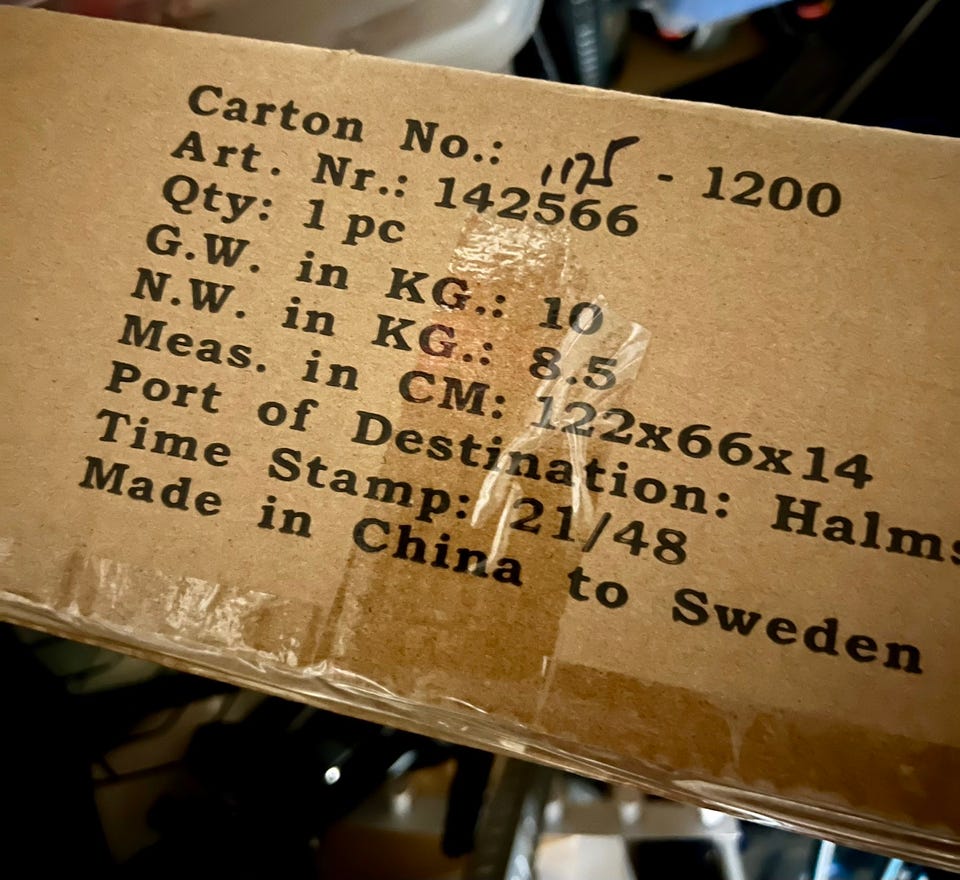 Carton No.: 1125 - 1200
Art. Nr.: 142566
Qty: 1 pc
G.W. in KG.: 10
N.W. in KG.: 8.5
Meas. in CM: 122x66x14
Port of Destination: Halms
Time Stamp: 21/48
Made in China to Sweden